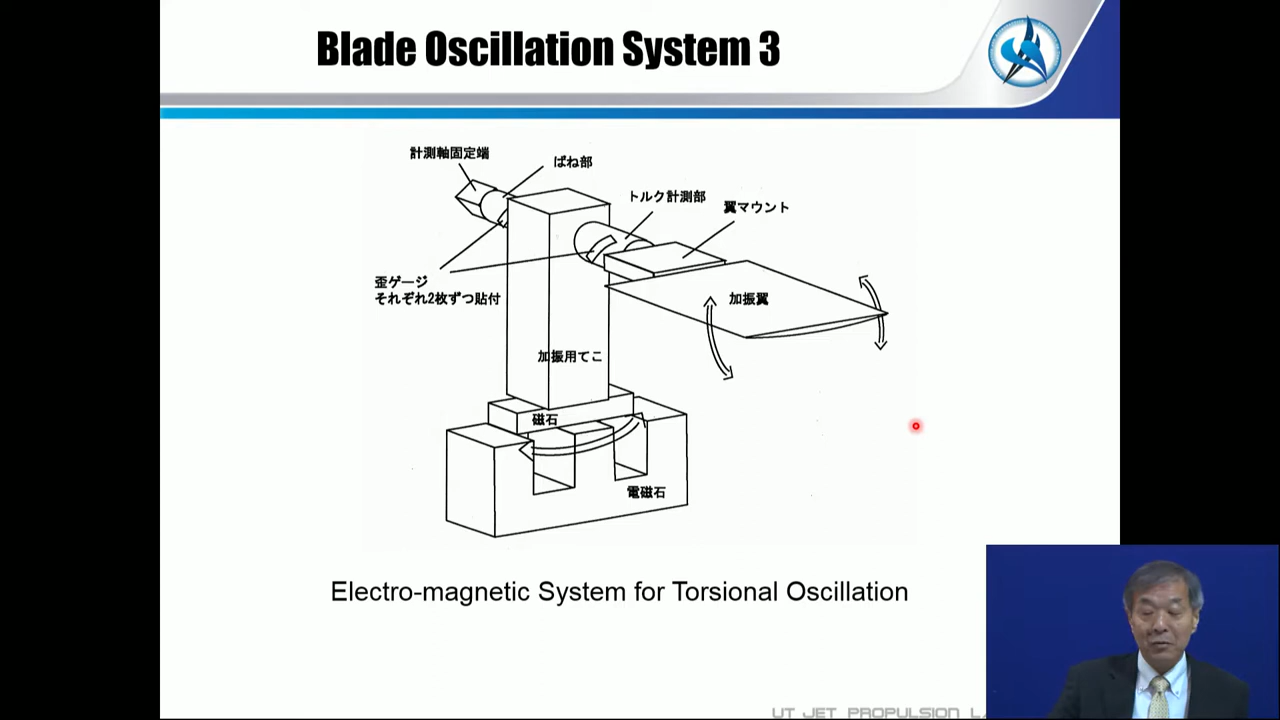 Blade Oscillation System 3
計測軸固定端
ばね部
トルク計測部
翼マウント
歪ゲージ
それぞれ2枚ずつ貼付
加振翼
加振用てこ
磁石
電磁石
Electro-magnetic System for Torsional Oscillation
UT JET PROPULSION